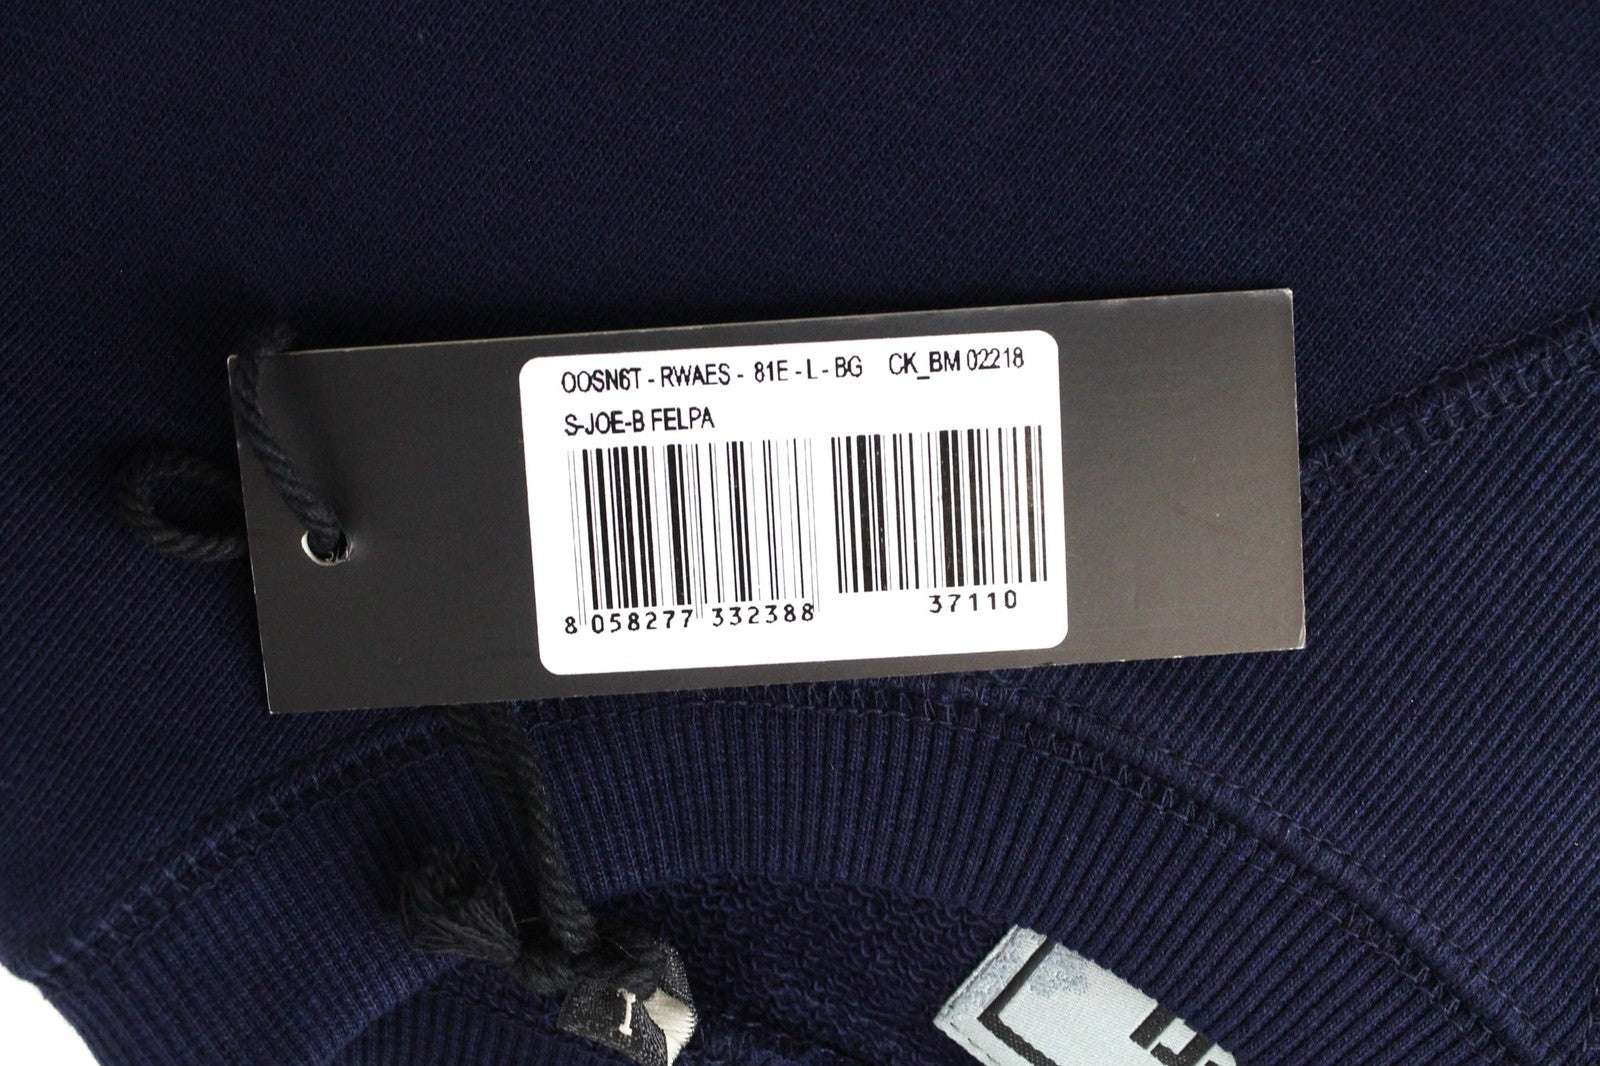 OOSN6T - RWAES - 81E - L - BG CK_BM 02218
S-JOE-B FELPA
8 058277 332388
37110